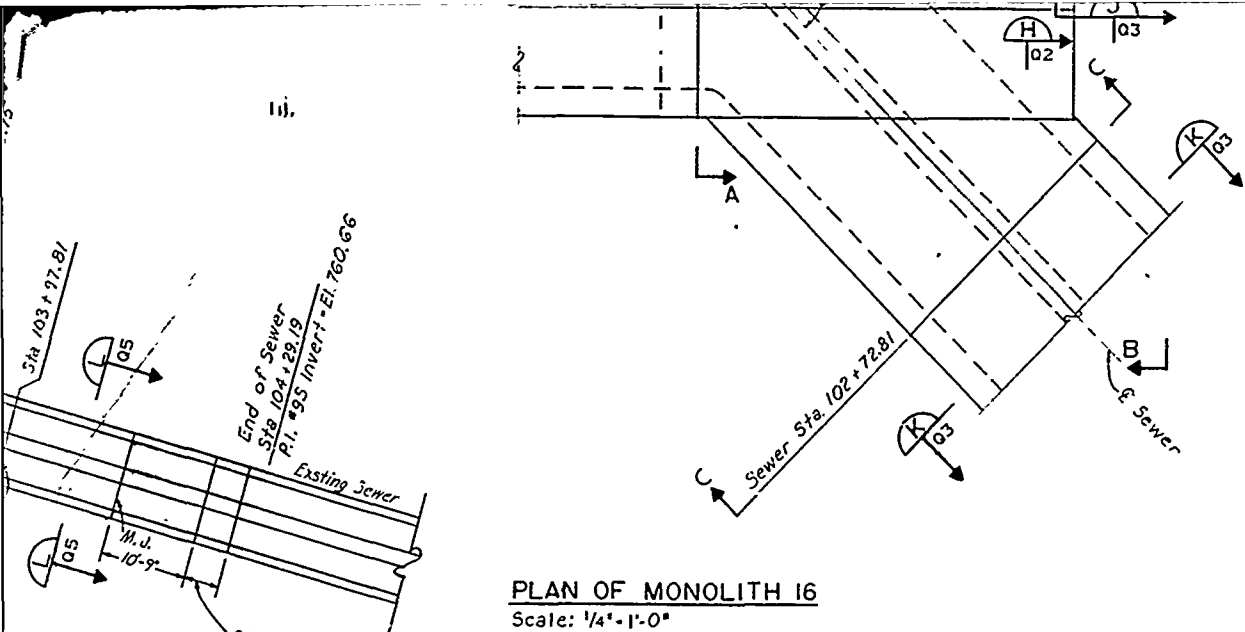 Sta 103+97.81
L
Q5
End of Sewer
Sta 104+29.19
P.I. #95 Invert = El. 760.66
Exsting Sewer
M.J.
10'-9"
L
Q5
H
Q2
J
Q3
C
K
Q3
A
B
℄ Sewer
Sewer Sta. 102+72.81
K
Q3
C
PLAN OF MONOLITH 16
Scale: 1/4"=1'-0"